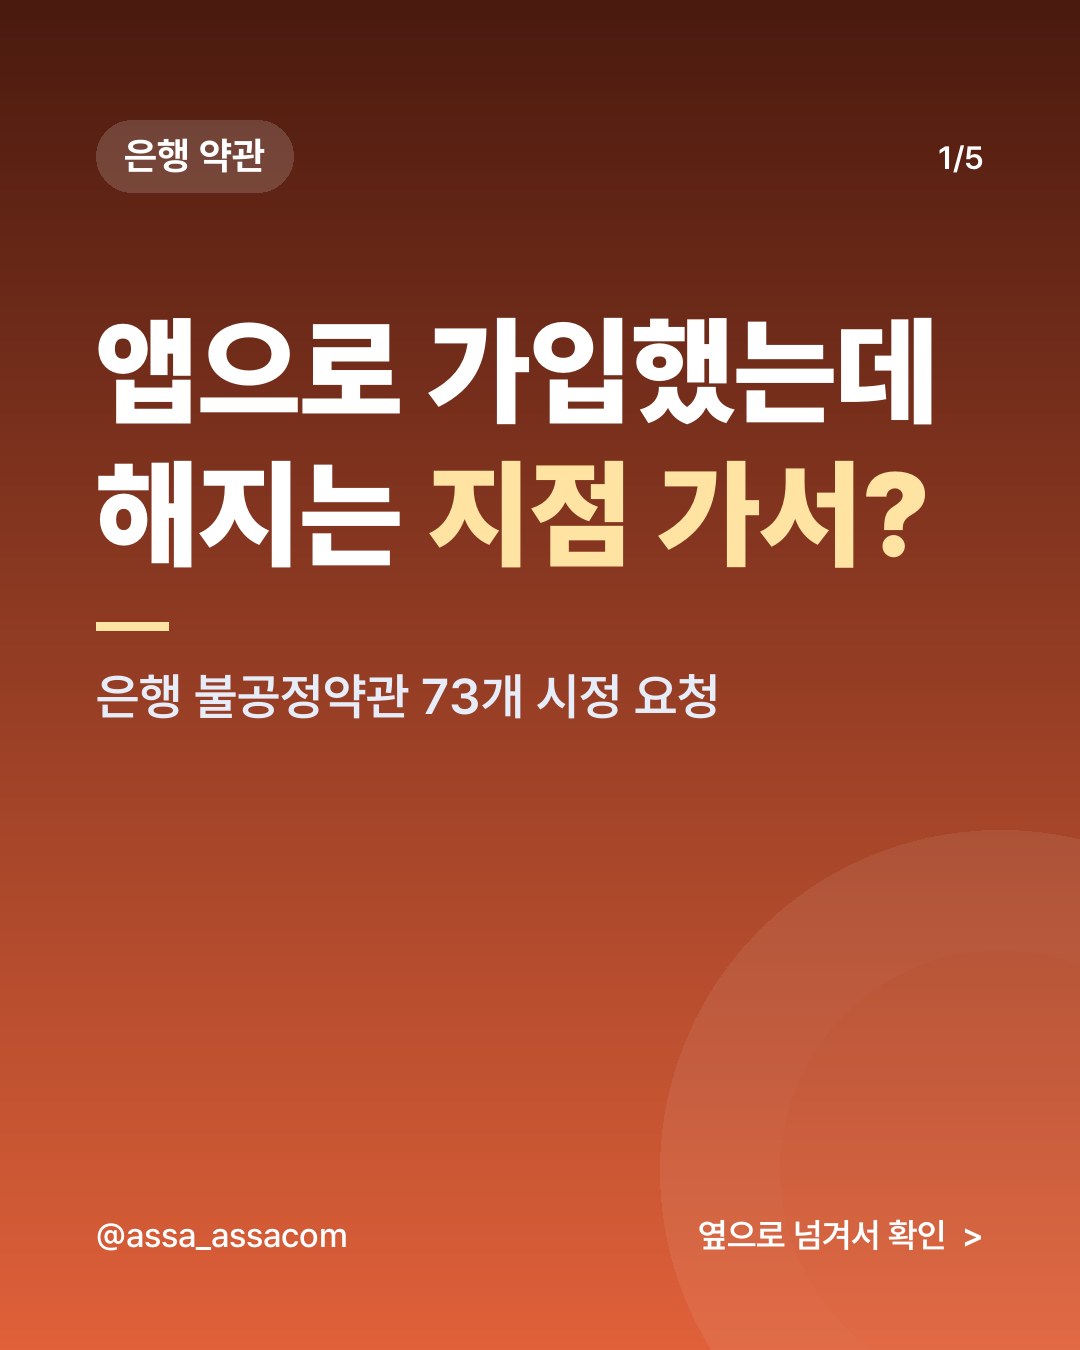 은행 약관
1/5
앱으로 가입했는데
해지는 지점 가서?
은행 불공정약관 73개 시정 요청
@assa_assacom
옆으로 넘겨서 확인 >